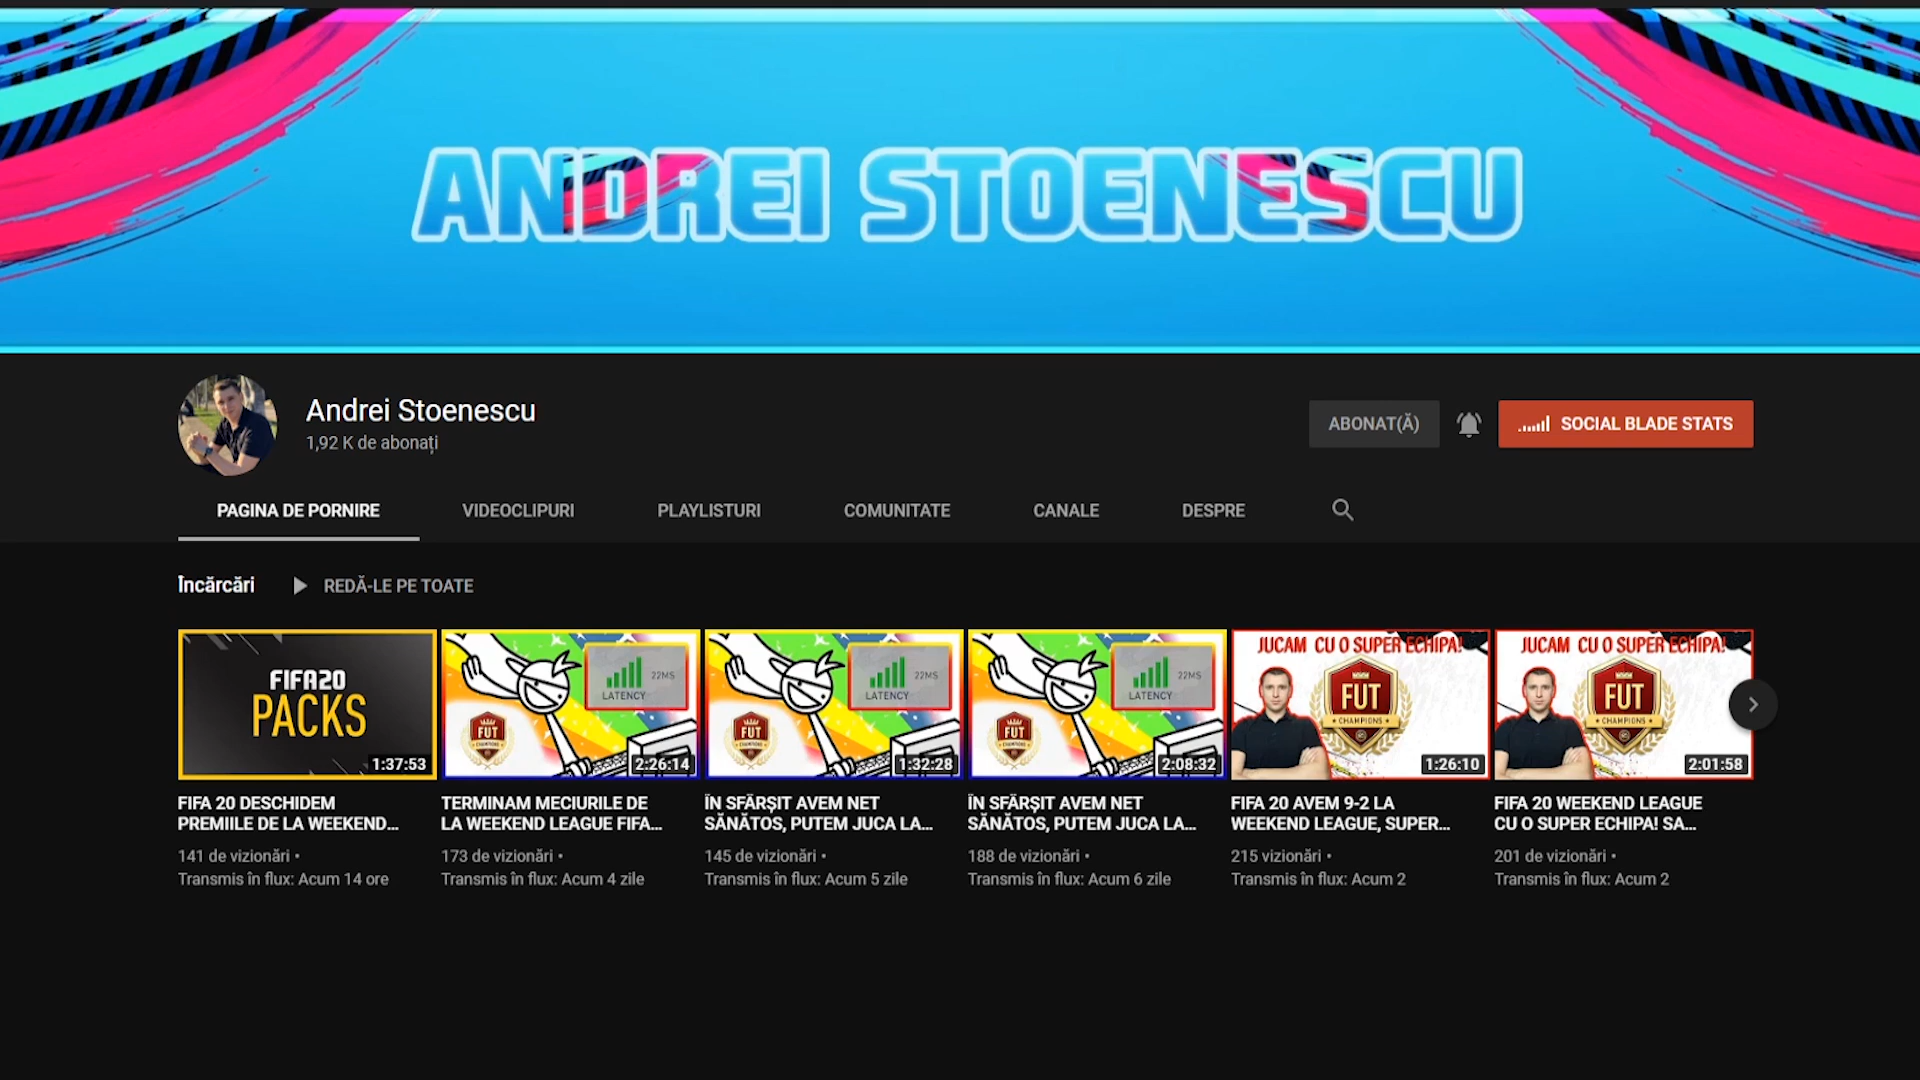 ANDREI STOENESCU
Andrei Stoenescu
1,92 K de abonați
ABONAT(Ă)
SOCIAL BLADE STATS
PAGINA DE PORNIRE
VIDEOCLIPURI
PLAYLISTURI
COMUNITATE
CANALE
DESPRE
Încărcări
REDĂ-LE PE TOATE
FIFA20
PACKS
1:37:53
LATENCY 22MS
FUT
CHAMPIONS
2:26:14
LATENCY 22MS
FUT
CHAMPIONS
1:32:28
LATENCY 22MS
FUT
CHAMPIONS
2:08:32
JUCAM CU O SUPER ECHIPA!
FUT
CHAMPIONS
1:26:10
JUCAM CU O SUPER ECHIPA!
FUT
CHAMPIONS
2:01:58
FIFA 20 DESCHIDEM
PREMIILE DE LA WEEKEND...
141 de vizionări •
Transmis în flux: Acum 14 ore
TERMINAM MECIURILE DE
LA WEEKEND LEAGUE FIFA...
173 de vizionări •
Transmis în flux: Acum 4 zile
ÎN SFÂRȘIT AVEM NET
SĂNĂTOS, PUTEM JUCA LA...
145 de vizionări •
Transmis în flux: Acum 5 zile
ÎN SFÂRȘIT AVEM NET
SĂNĂTOS, PUTEM JUCA LA...
188 de vizionări •
Transmis în flux: Acum 6 zile
FIFA 20 AVEM 9-2 LA
WEEKEND LEAGUE, SUPER...
215 vizionări •
Transmis în flux: Acum 2
FIFA 20 WEEKEND LEAGUE
CU O SUPER ECHIPA! SA...
201 de vizionări •
Transmis în flux: Acum 2